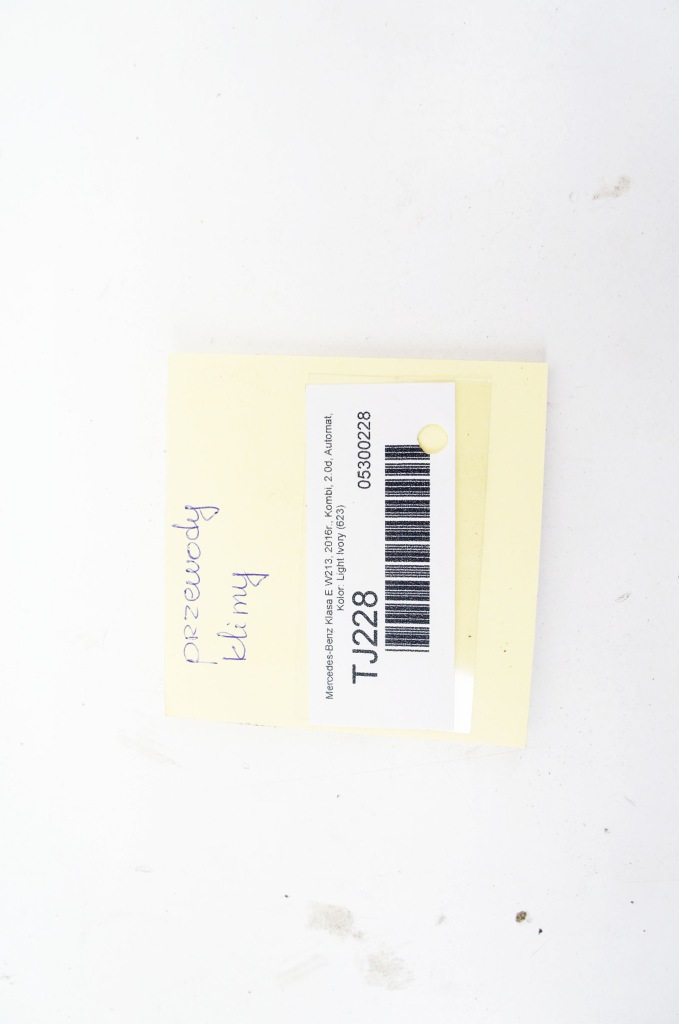 przewody
klimy
Mercedes-Benz Klasa E W213, 2016r., Kombi, 2.0d, Automat,
Kolor: Light Ivory (623)
TJ228 05300228